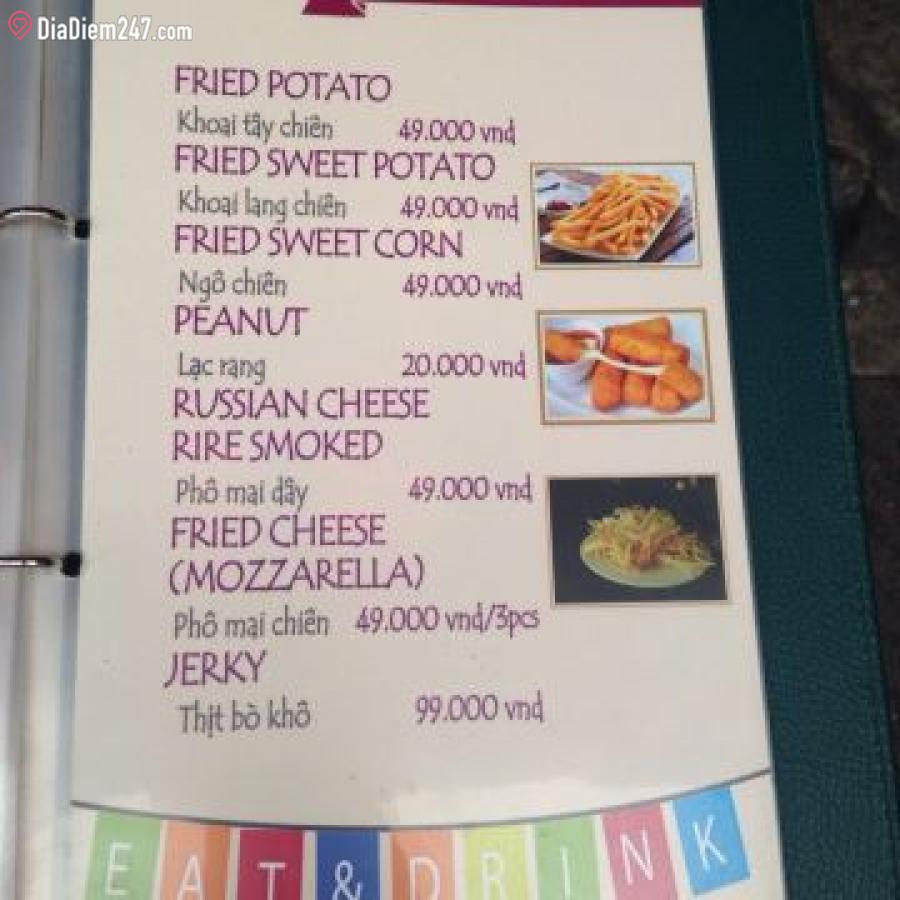 DiaDiem247.com
FRIED POTATO
Khoai tây chiên 49.000 vnd
FRIED SWEET POTATO
Khoai lang chiên 49.000 vnd
FRIED SWEET CORN
Ngô chiên 49.000 vnd
PEANUT
Lạc rang 20.000 vnd
RUSSIAN CHEESE
RIRE SMOKED
Phô mai dây 49.000 vnd
FRIED CHEESE
(MOZZARELLA)
Phô mai chiên 49.000 vnd/3pcs
JERKY
Thịt bò khô 99.000 vnd
EAT & DRINK